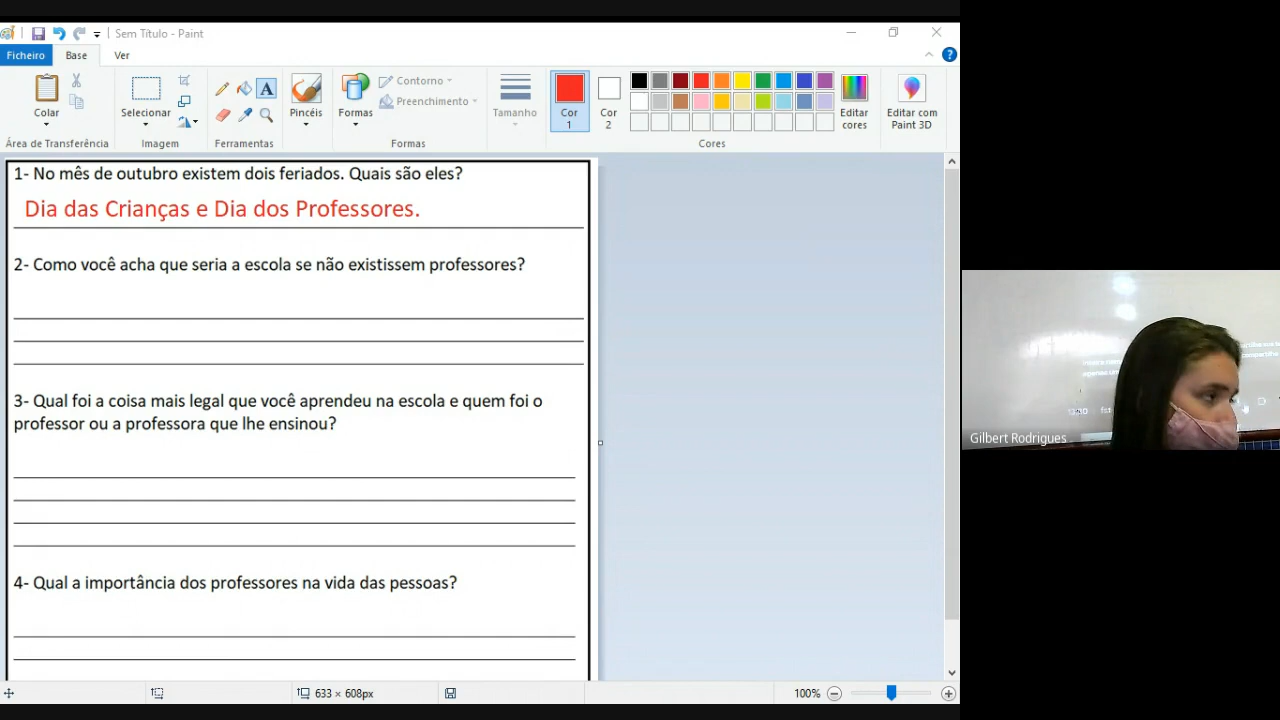 Sem Título - Paint
Ficheiro Base Ver
Colar
Selecionar
Pincéis
Formas
Contorno
Preenchimento
Tamanho
Cor 1
Cor 2
Editar cores
Editar com Paint 3D
Área de Transferência
Imagem
Ferramentas
Formas
Cores
1- No mês de outubro existem dois feriados. Quais são eles?
Dia das Crianças e Dia dos Professores.
2- Como você acha que seria a escola se não existissem professores?
3- Qual foi a coisa mais legal que você aprendeu na escola e quem foi o
professor ou a professora que lhe ensinou?
4- Qual a importância dos professores na vida das pessoas?
633 × 608px
100%
Gilbert Rodrigues